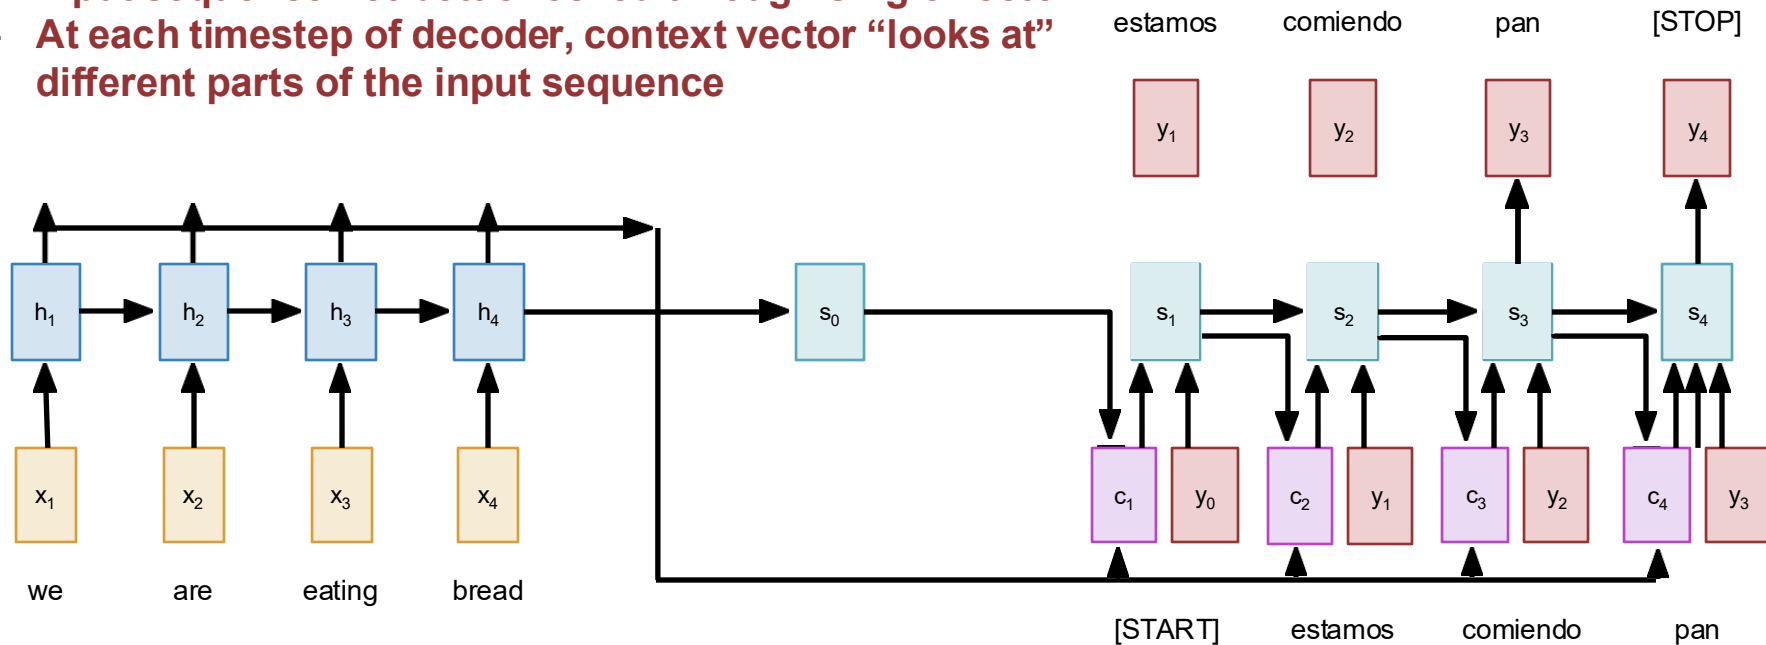 At each timestep of decoder, context vector “looks at”
different parts of the input sequence
estamos comiendo pan [STOP]
y1 y2 y3 y4
h1 h2 h3 h4 s0 s1 s2 s3 s4
x1 x2 x3 x4 c1 y0 c2 y1 c3 y2 c4 y3
we are eating bread
[START] estamos comiendo pan